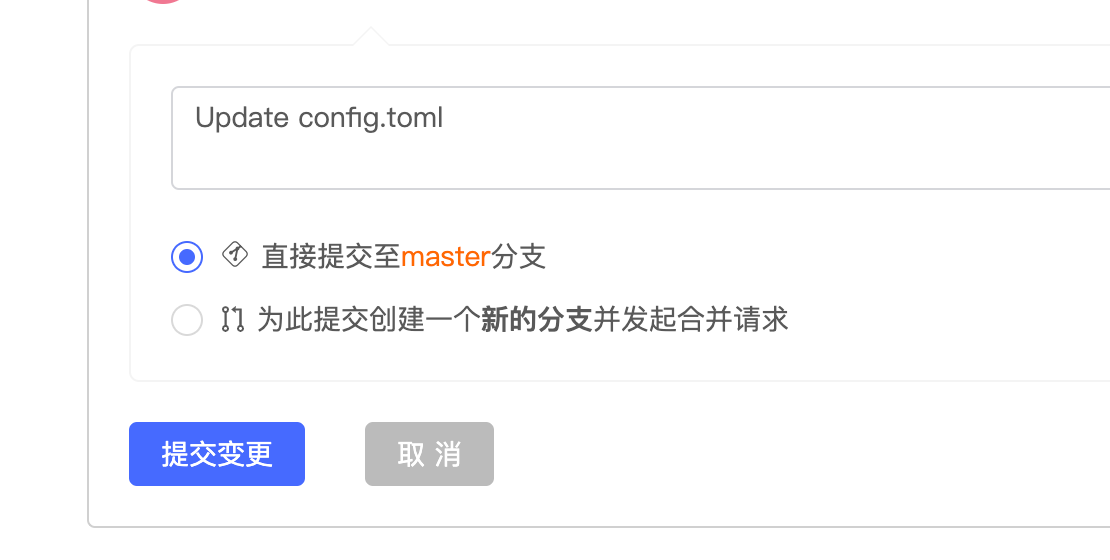 Update config.toml
直接提交至master分支
为此提交创建一个新的分支并发起合并请求
提交变更
取 消